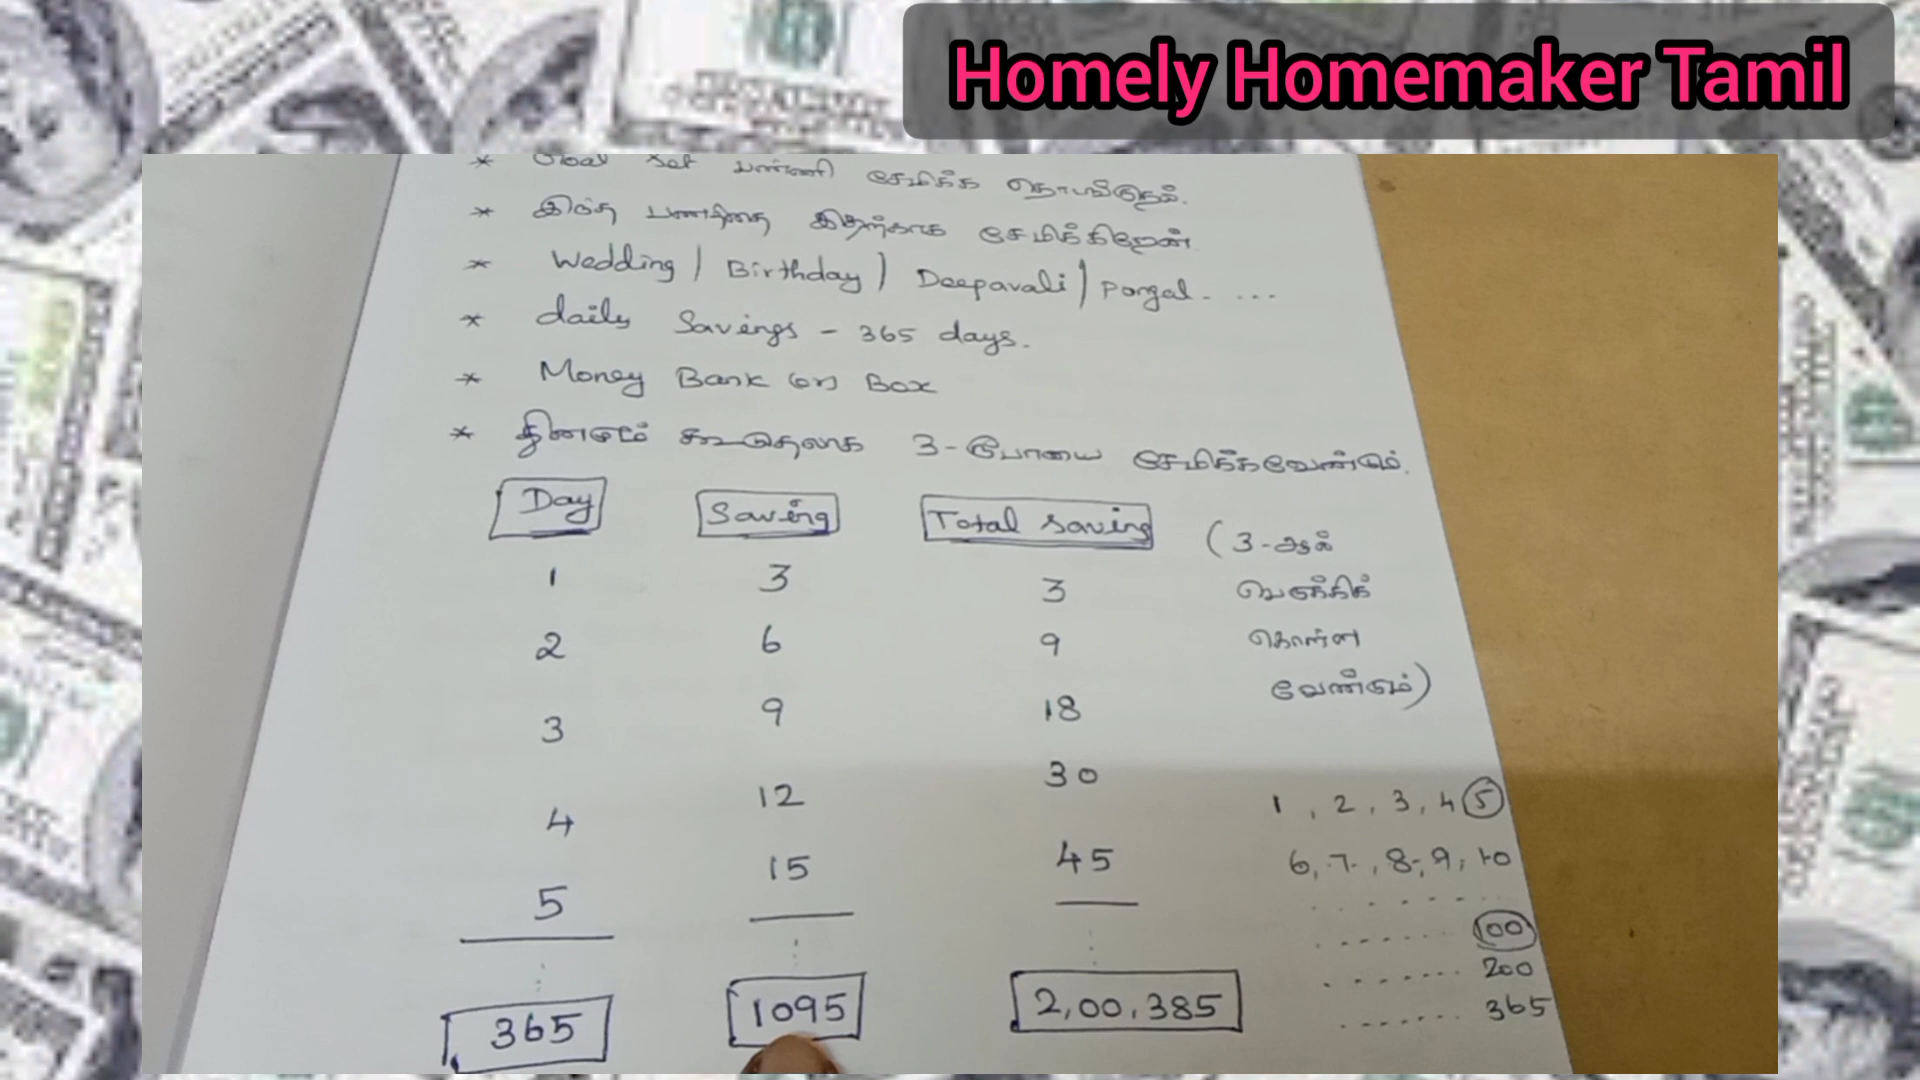 Homely Homemaker Tamil
* Goal set பண்ணி சேமிக்க தொடங்குதல்.
* இந்த பணத்தை இதற்காக சேமிக்கிறேன்.
* Wedding / Birthday / Deepavali / Pongal. ...
* daily Savings - 365 days.
* Money Bank (or) Box
* தினமும் கூடுதலாக 3-ரூபாயை சேமிக்கவேண்டும்.
Day Saving Total saving (3-ஆல்
1 3 3 பெருக்கிக்
2 6 9 கொள்ள
3 9 18 வேண்டும்)
4 12 30 1, 2, 3, 4 5
5 15 45 6, 7, 8, 9, 10
100
200
365 1095 2,00,385 365